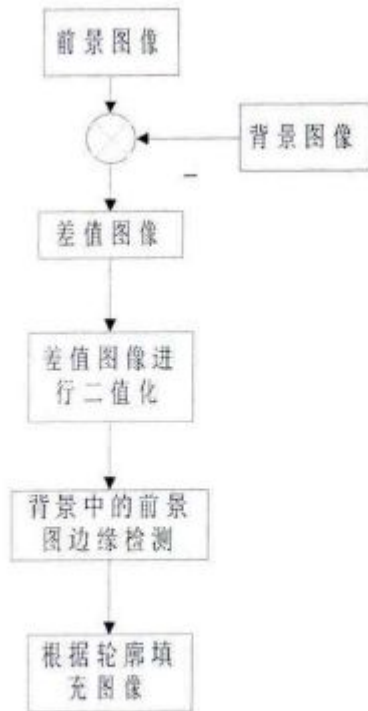 前景图像
背景图像
−
差值图像
差值图像进
行二值化
背景中的前景
图边缘检测
根据轮廓填
充图像